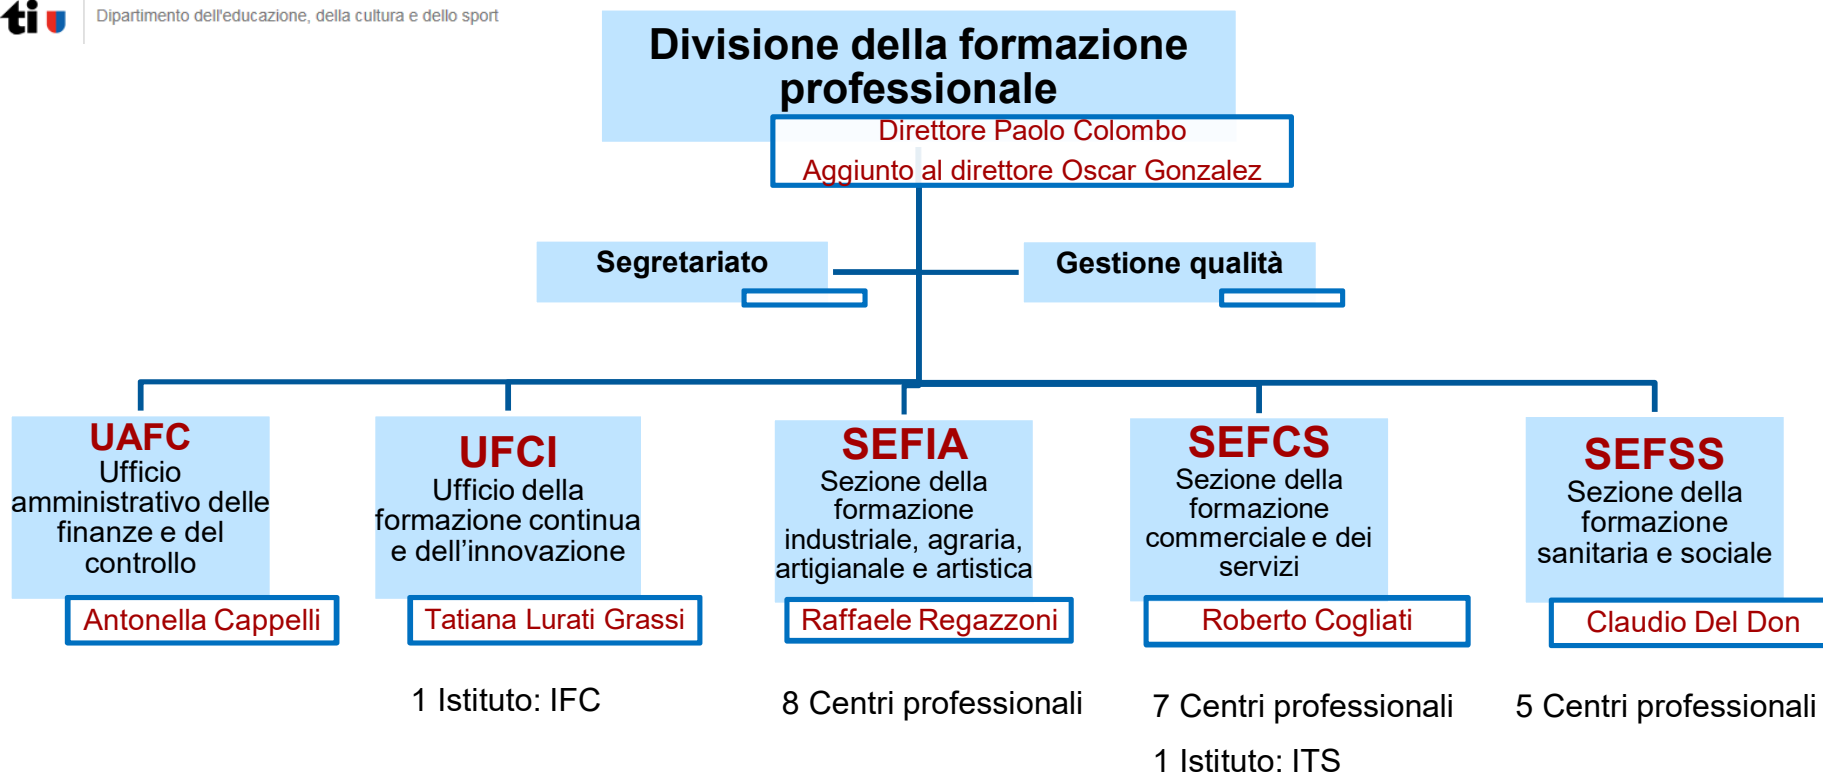 ti
Dipartimento dell'educazione, della cultura e dello sport
Divisione della formazione
professionale
Direttore Paolo Colombo
Aggiunto al direttore Oscar Gonzalez
Segretariato
Gestione qualità
UAFC
Ufficio
amministrativo delle
finanze e del
controllo
Antonella Cappelli
UFCI
Ufficio della
formazione continua
e dell’innovazione
Tatiana Lurati Grassi
1 Istituto: IFC
SEFIA
Sezione della
formazione
industriale, agraria,
artigianale e artistica
Raffaele Regazzoni
8 Centri professionali
SEFCS
Sezione della
formazione
commerciale e dei
servizi
Roberto Cogliati
7 Centri professionali
1 Istituto: ITS
SEFSS
Sezione della
formazione
sanitaria e sociale
Claudio Del Don
5 Centri professionali